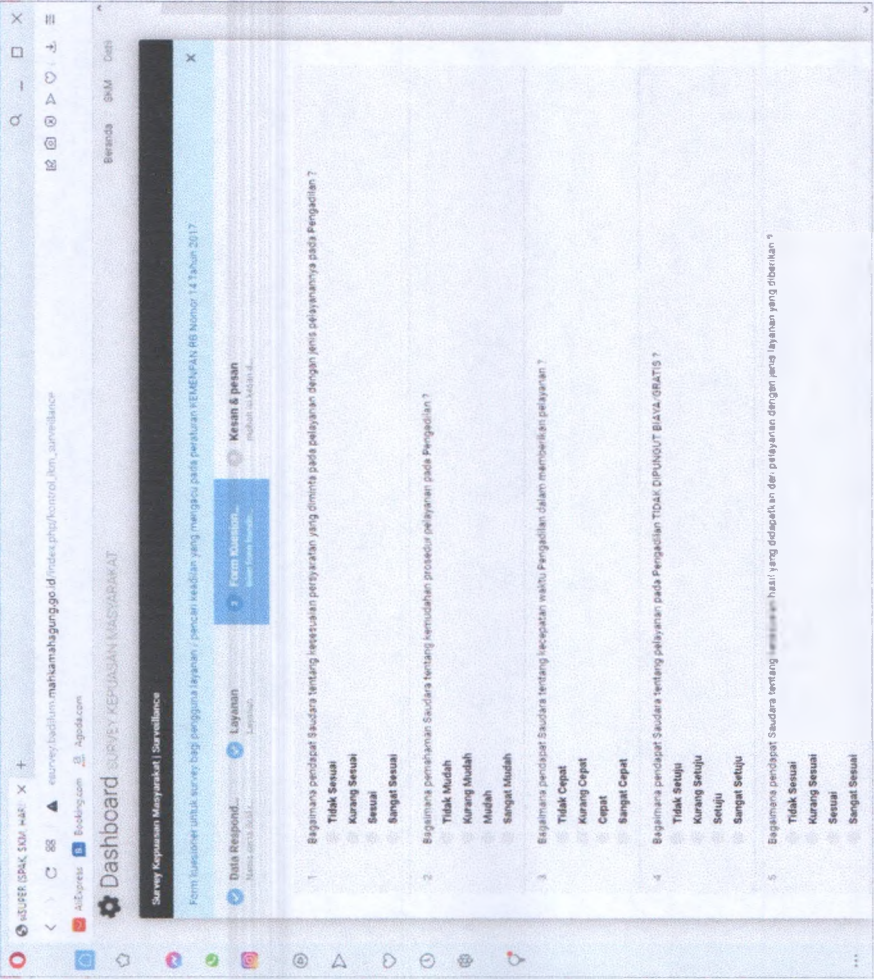 siSUPER (SPAK, SKM, HAR
esurvey.badilum.mahkamahagung.go.id/index.php/kontrol_ikm_surveillance
AliExpress Booking.com Agoda.com
Dashboard SURVEY KEPUASAN MASYARAKAT
Beranda SKM
Survey Kepuasan Masyarakat | Surveillance
Form kuesioner untuk survey bagi pengguna layanan / pencari keadilan yang mengacu pada peraturan KEMENPAN RB Nomor 14 Tahun 2017
Data Respond...
Layanan
Layanan
3 Form Kuesion...
Kesan & pesan
1 Bagaimana pendapat Saudara tentang kesesuaian persyaratan yang diminta pada pelayanan dengan jenis pelayanannya pada Pengadilan ?
Tidak Sesuai
Kurang Sesuai
Sesuai
Sangat Sesuai
2 Bagaimana pemahaman Saudara tentang kemudahan prosedur pelayanan pada Pengadilan ?
Tidak Mudah
Kurang Mudah
Mudah
Sangat Mudah
3 Bagaimana pendapat Saudara tentang kecepatan waktu Pengadilan dalam memberikan pelayanan ?
Tidak Cepat
Kurang Cepat
Cepat
Sangat Cepat
4 Bagaimana pendapat Saudara tentang pelayanan pada Pengadilan TIDAK DIPUNGUT BIAYA/GRATIS ?
Tidak Setuju
Kurang Setuju
Setuju
Sangat Setuju
5 Bagaimana pendapat Saudara tentang hasil yang didapatkan dari pelayanan dengan jenis layanan yang diberikan ?
Tidak Sesuai
Kurang Sesuai
Sesuai
Sangat Sesuai